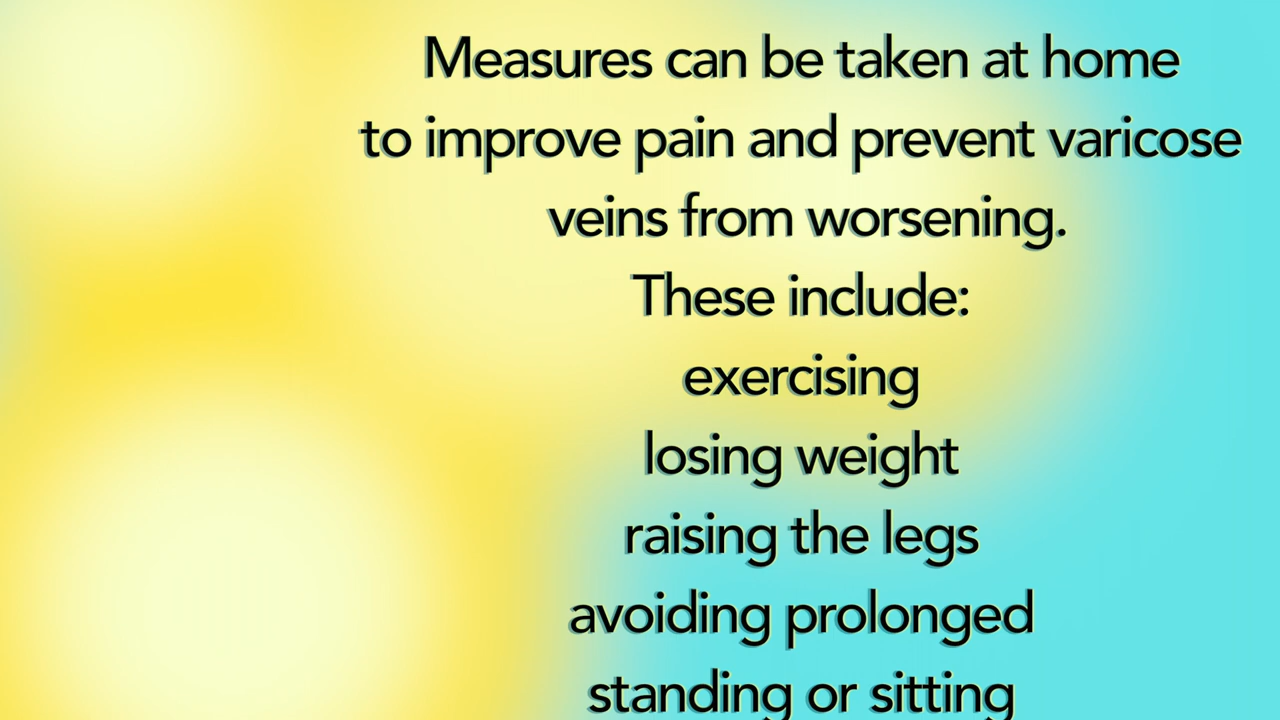 Measures can be taken at home
to improve pain and prevent varicose
veins from worsening.
These include:
exercising
losing weight
raising the legs
avoiding prolonged
standing or sitting